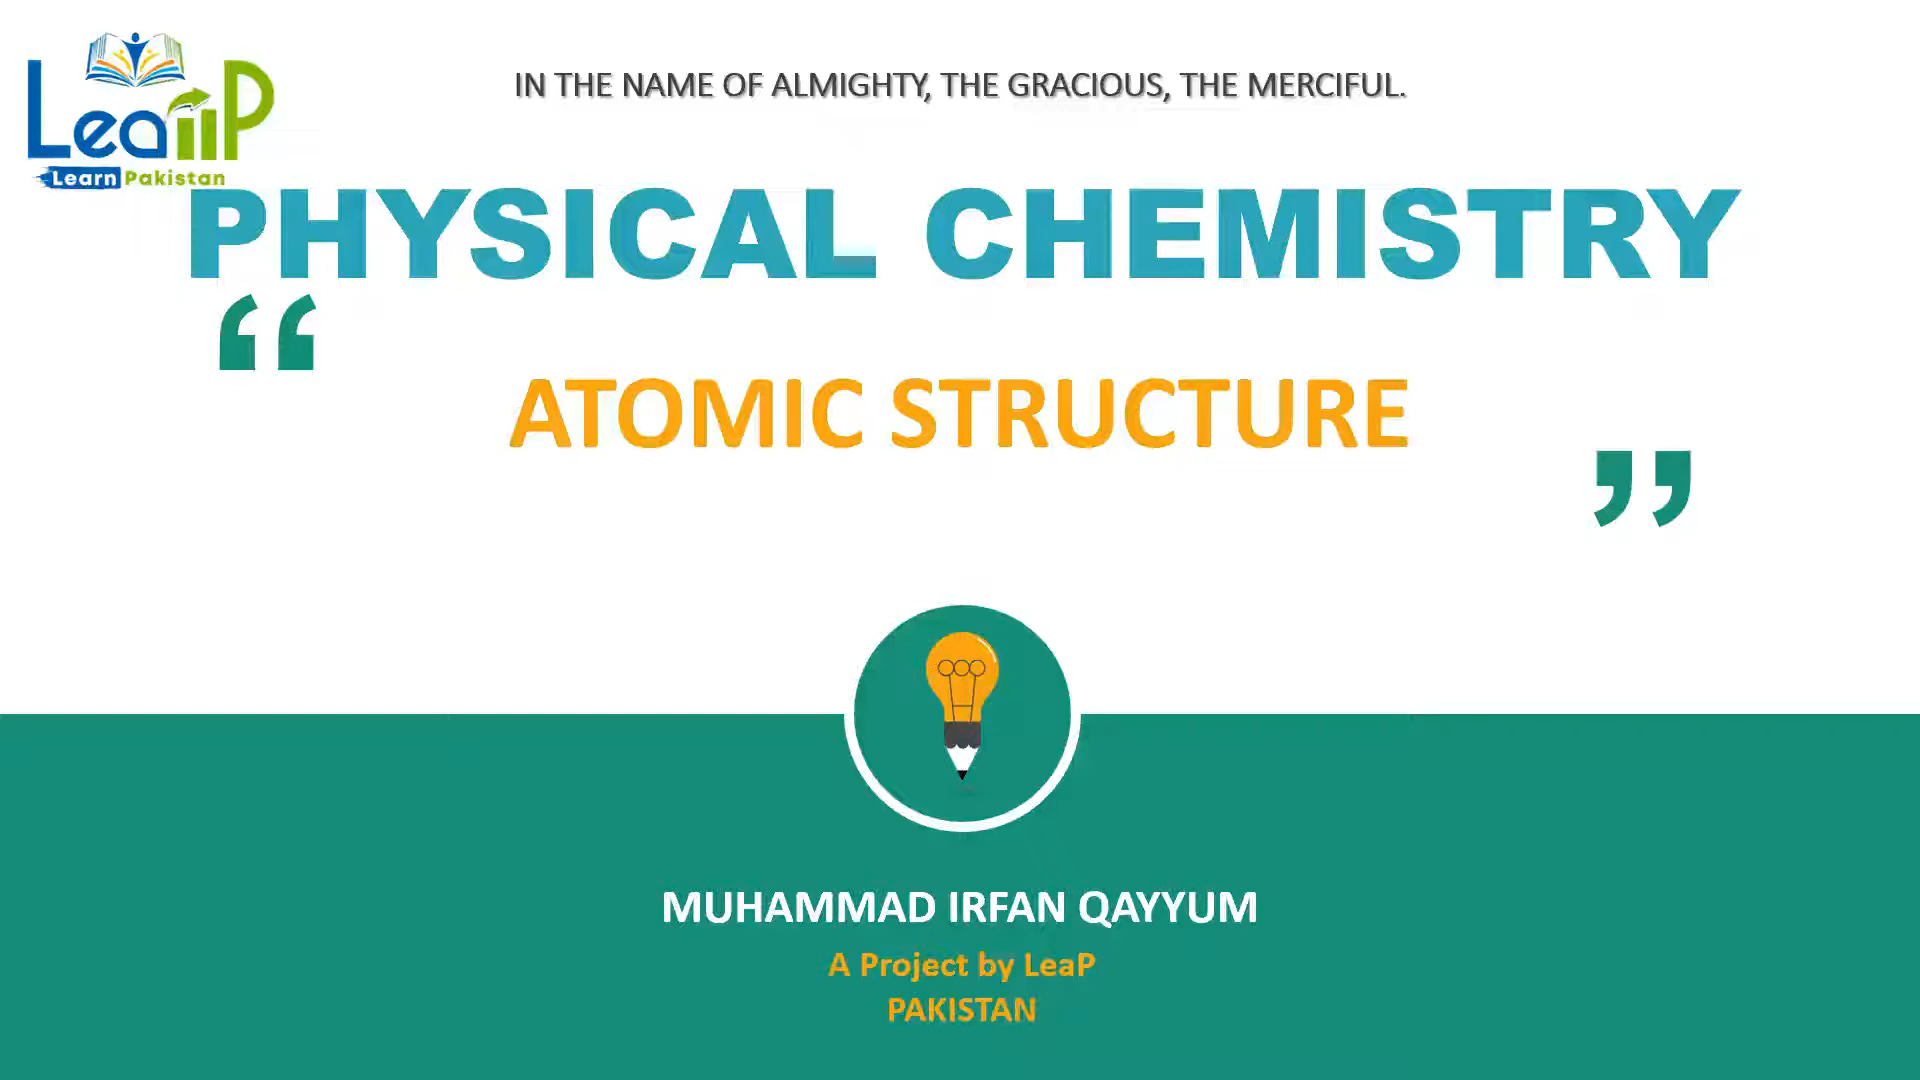 IN THE NAME OF ALMIGHTY, THE GRACIOUS, THE MERCIFUL.
LeaP
Learn Pakistan
PHYSICAL CHEMISTRY
“
ATOMIC STRUCTURE
”
MUHAMMAD IRFAN QAYYUM
A Project by LeaP
PAKISTAN